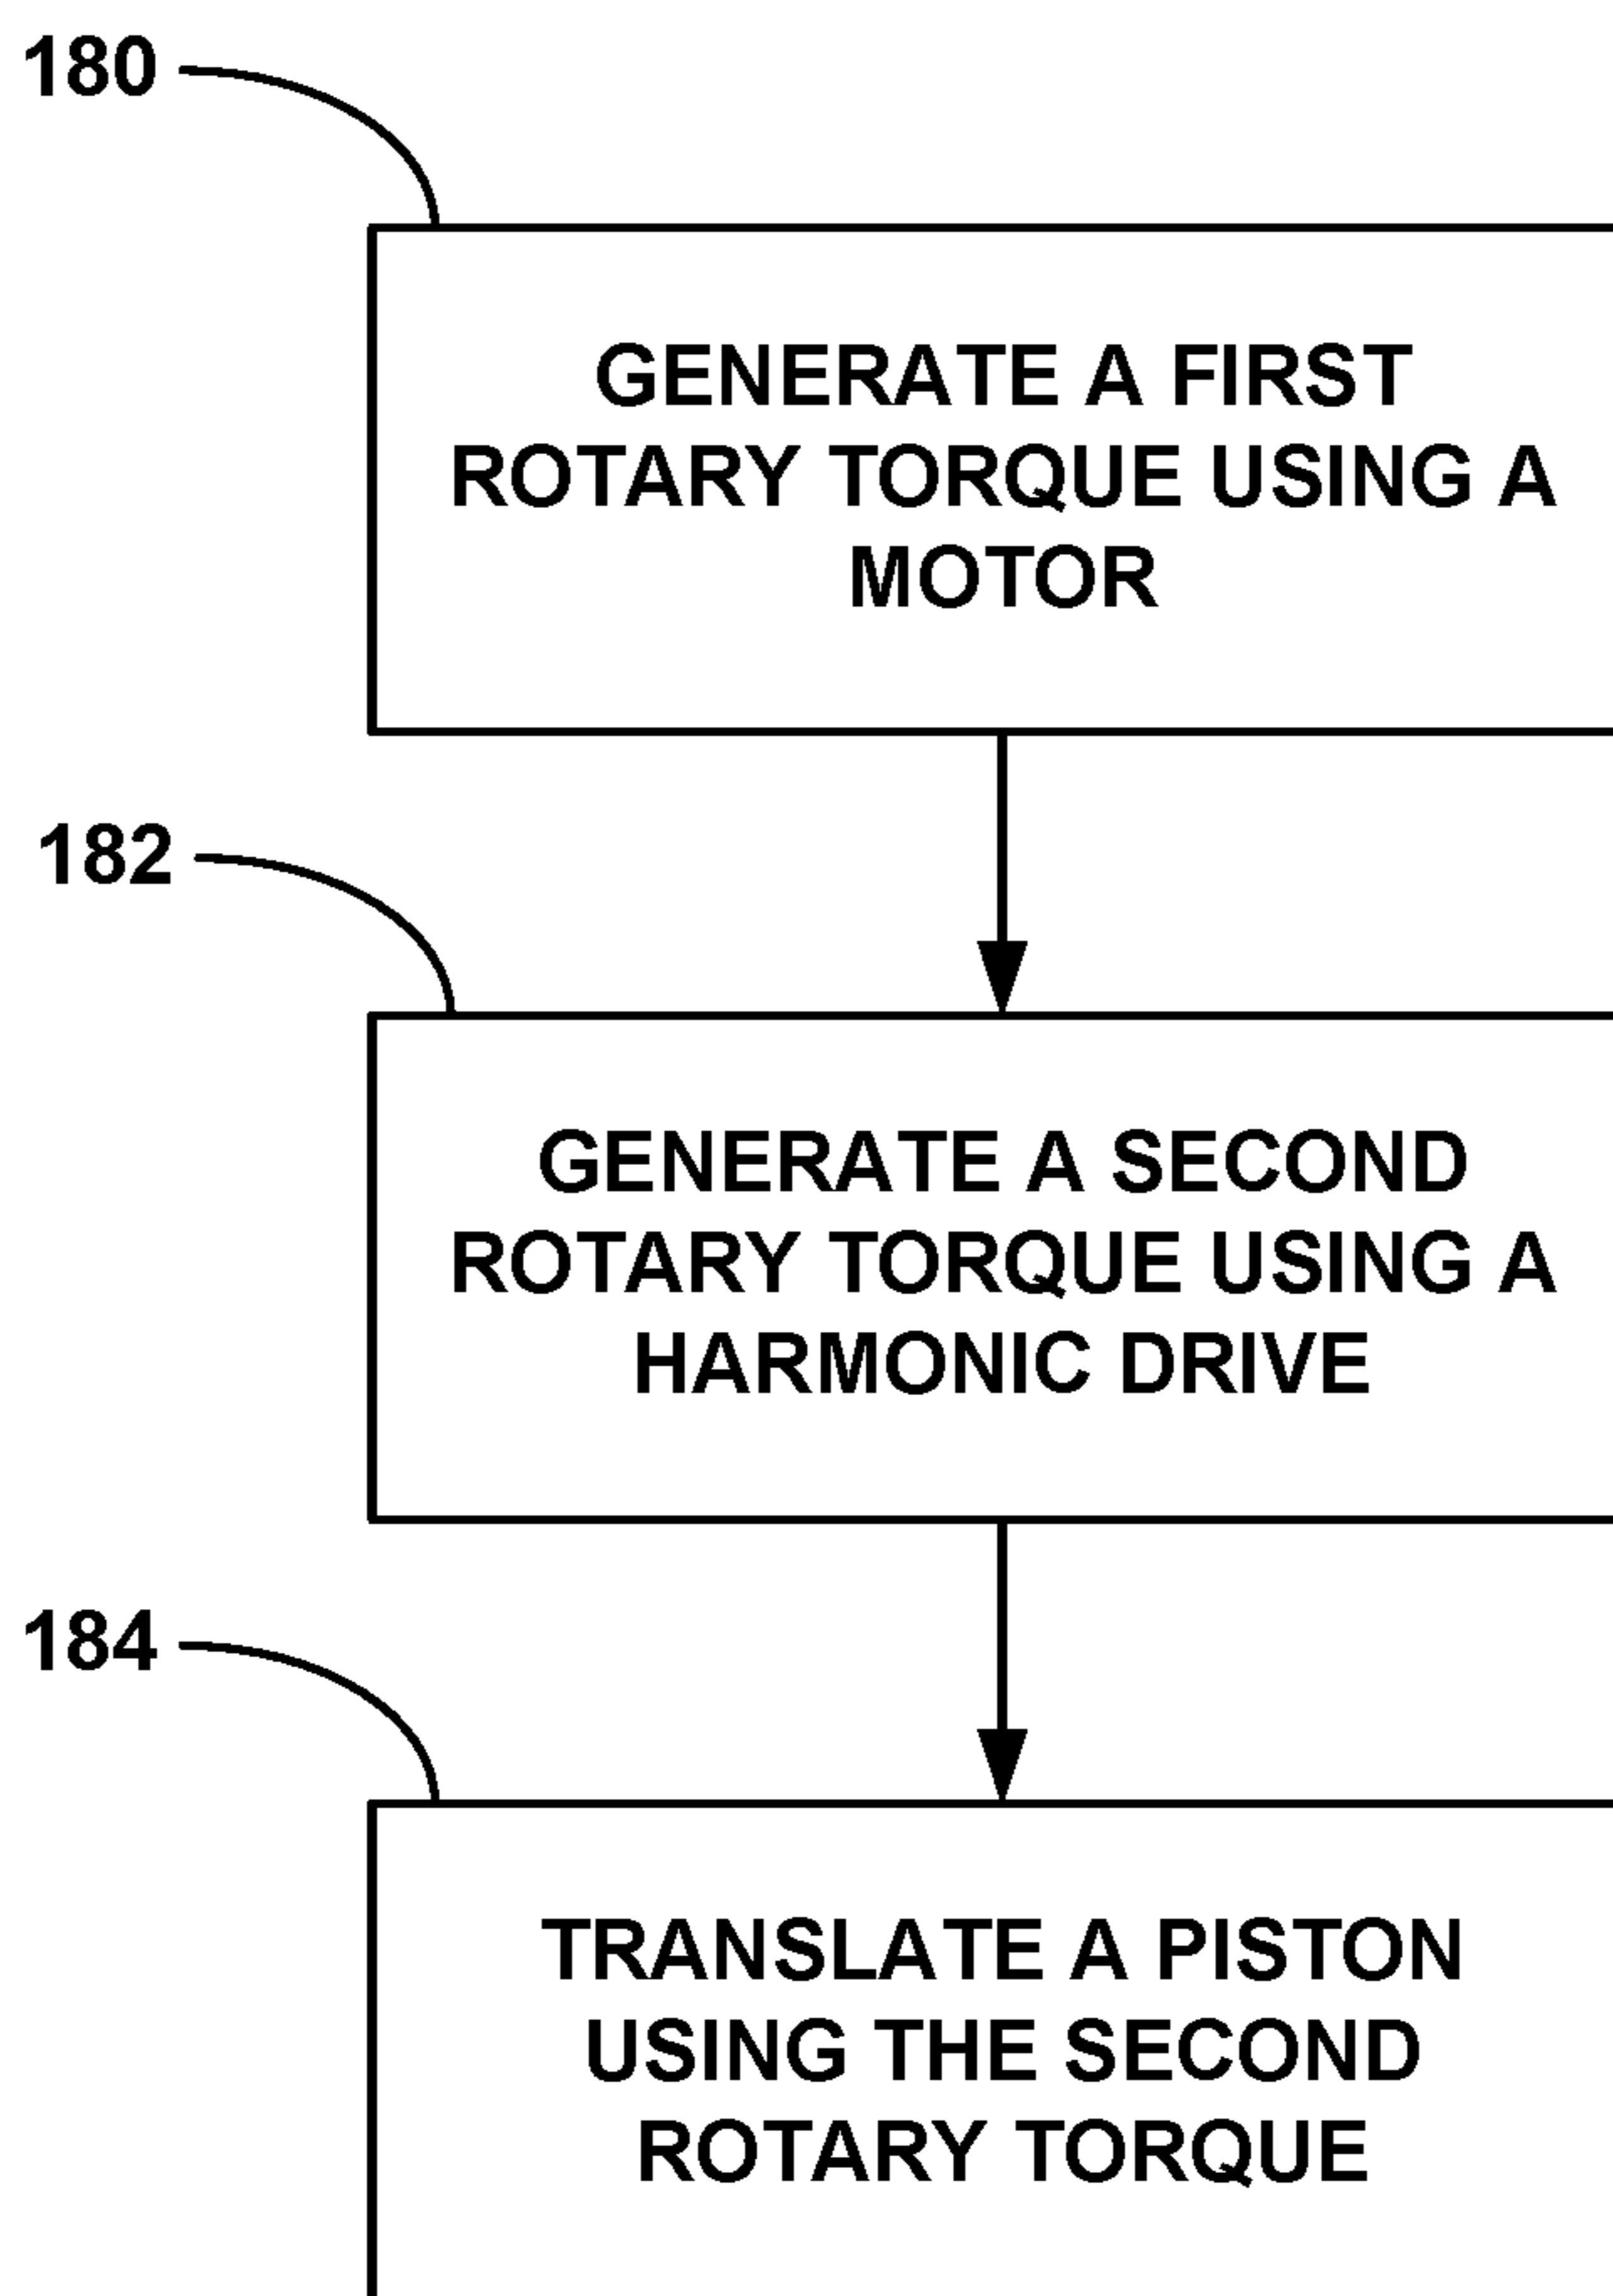 180
GENERATE A FIRST
ROTARY TORQUE USING A
MOTOR
182
GENERATE A SECOND
ROTARY TORQUE USING A
HARMONIC DRIVE
184
TRANSLATE A PISTON
USING THE SECOND
ROTARY TORQUE